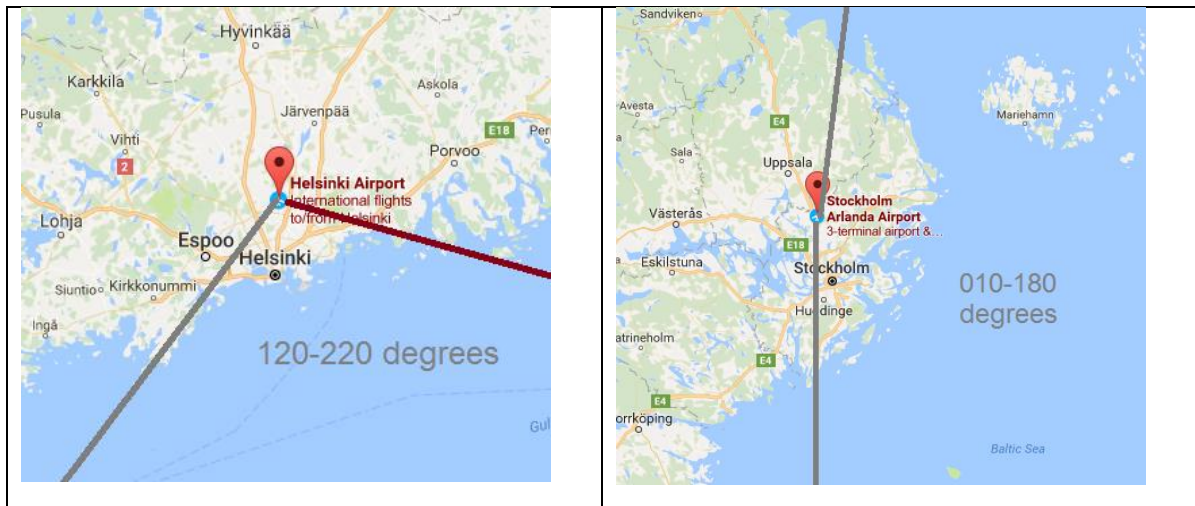 Hyvinkää
Karkkila
Askola
Pusula
Järvenpää
E18
Vihti
Porvoo
2
Helsinki Airport
International flights
to/from Helsinki
Lohja
Espoo
Helsinki
Siuntio
Kirkkonummi
Ingå
120-220 degrees
Sandviken
Avesta
E4
Mariehamn
Sala
Uppsala
Stockholm
Arlanda Airport
3-terminal airport &...
Västerås
E18
Eskilstuna
Stockholm
010-180
degrees
Huddinge
atrineholm
E4
E4
orrköping
Baltic Sea